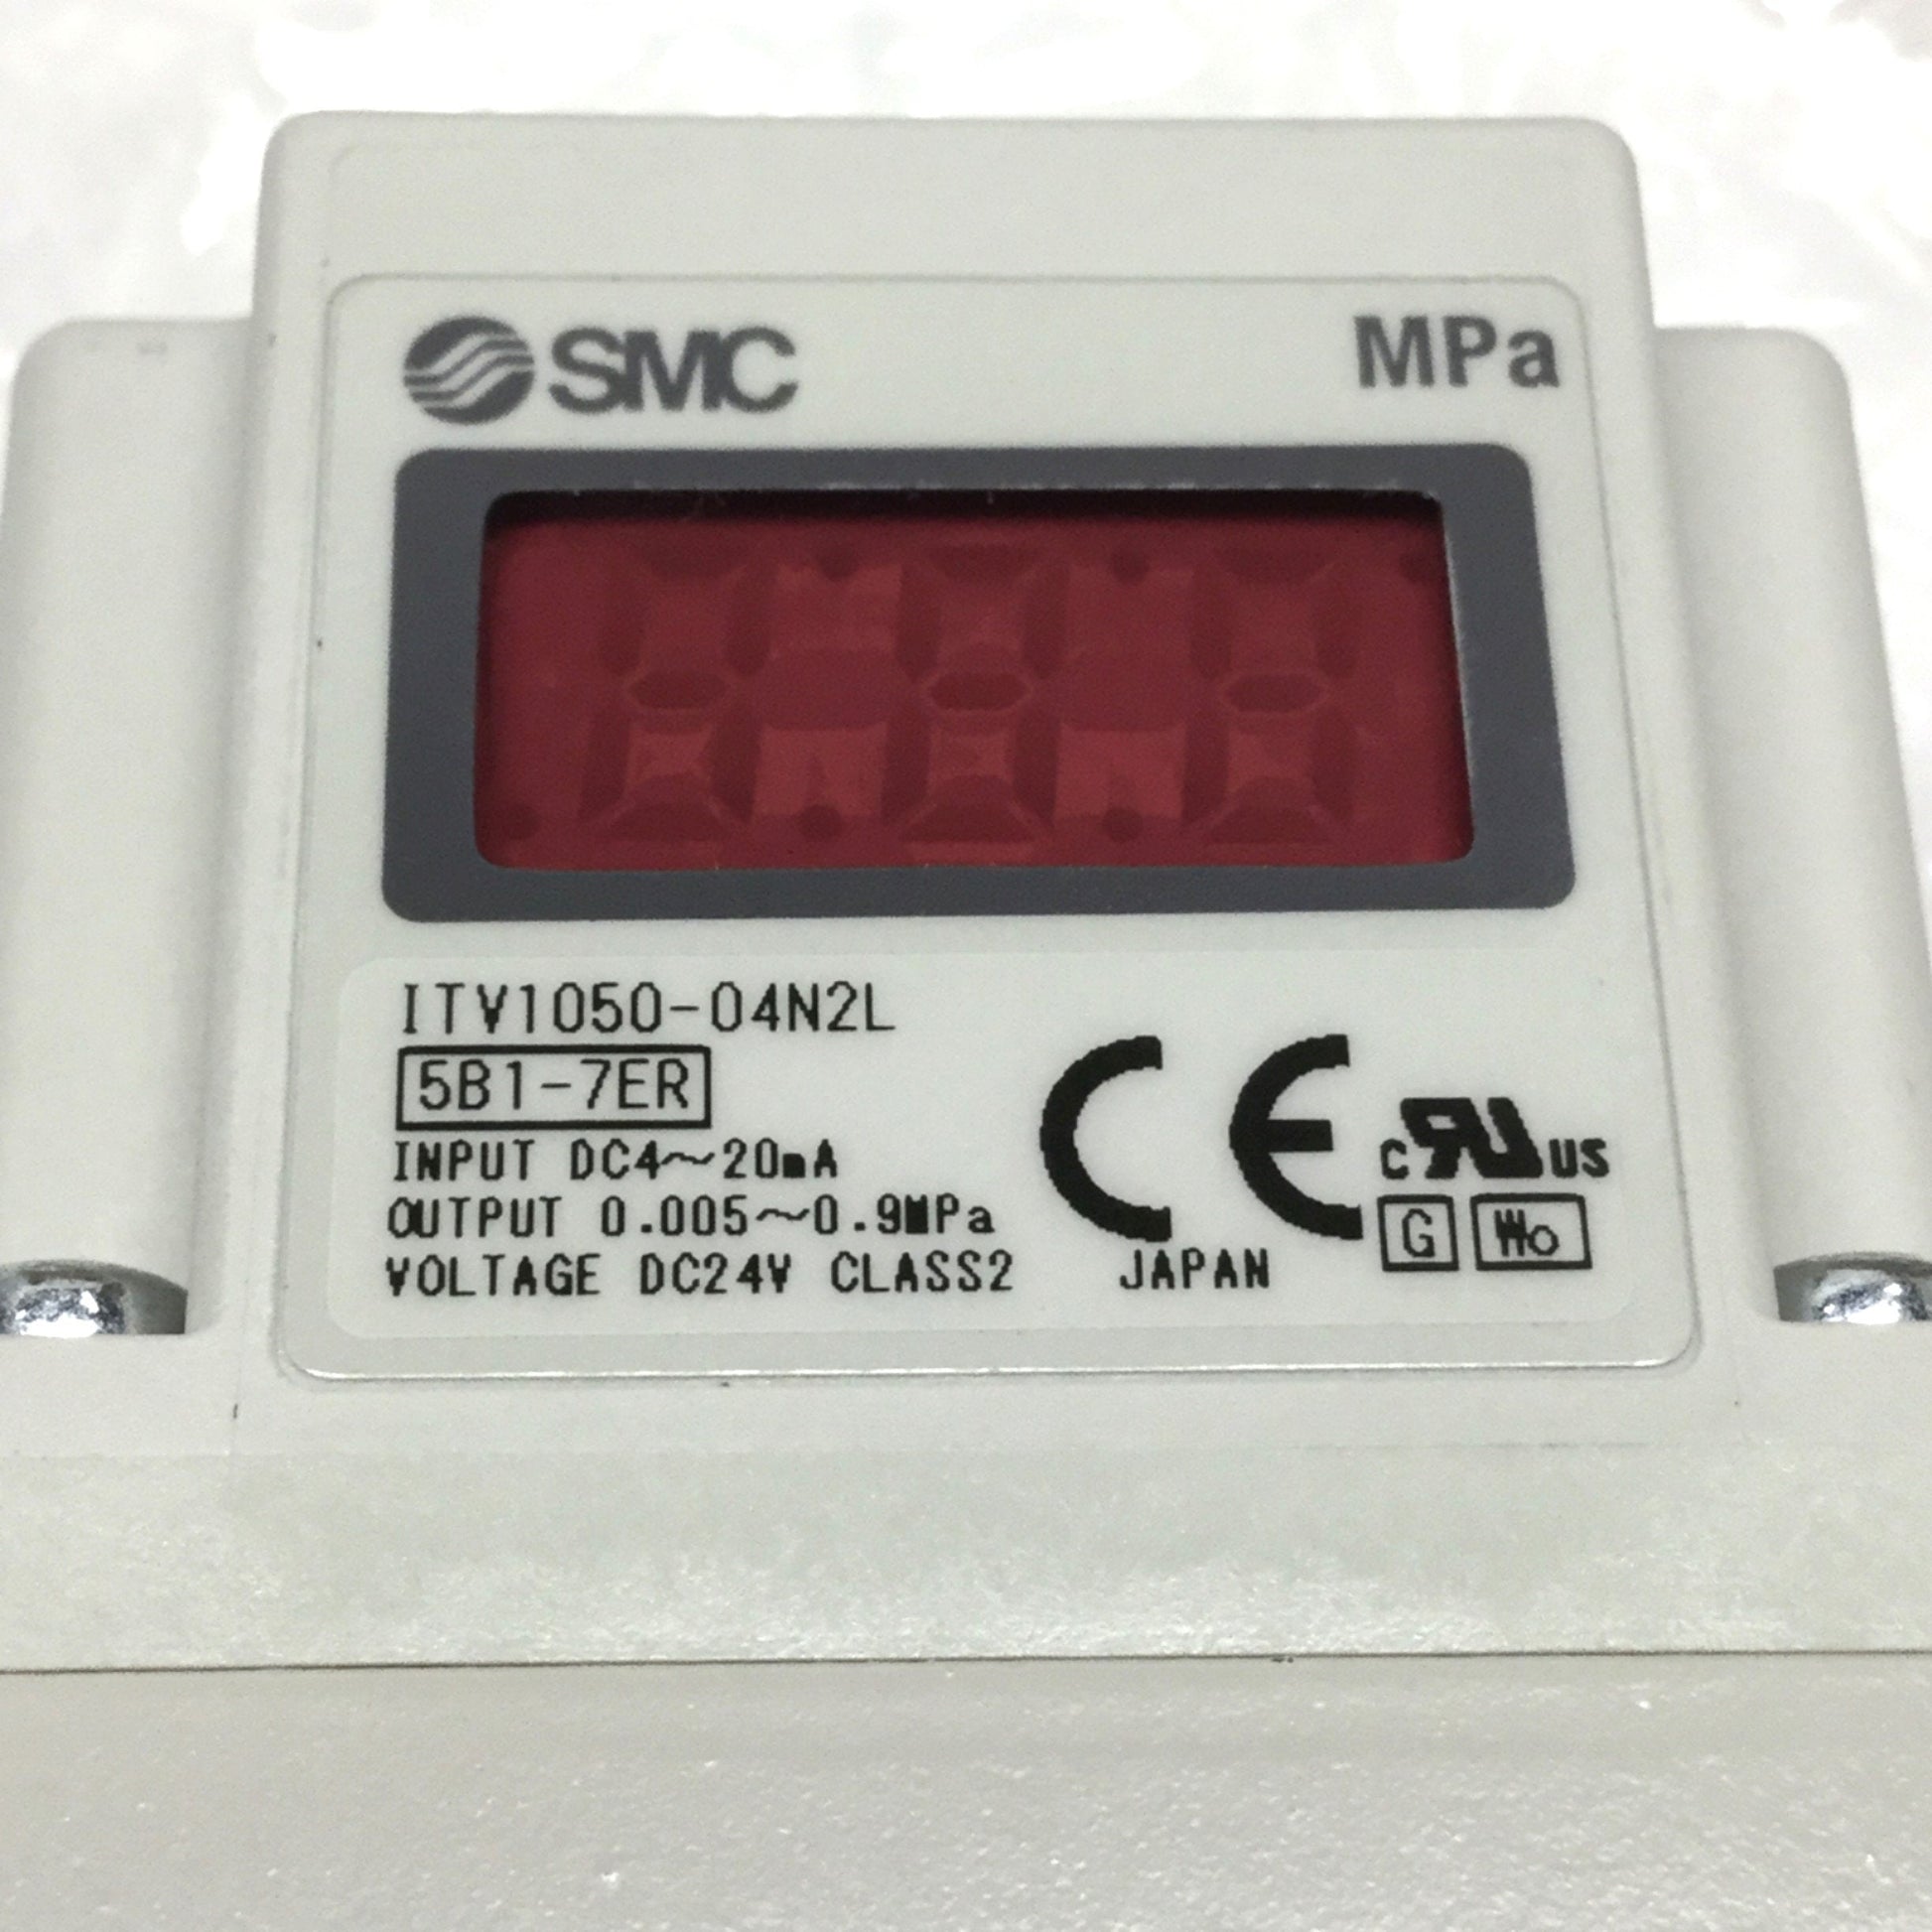 SMC MPa
ITV1050-04N2L
5B1-7ER
INPUT DC4～20mA
OUTPUT 0.005～0.9MPa
VOLTAGE DC24V CLASS2
CE
JAPAN
c RU US
G